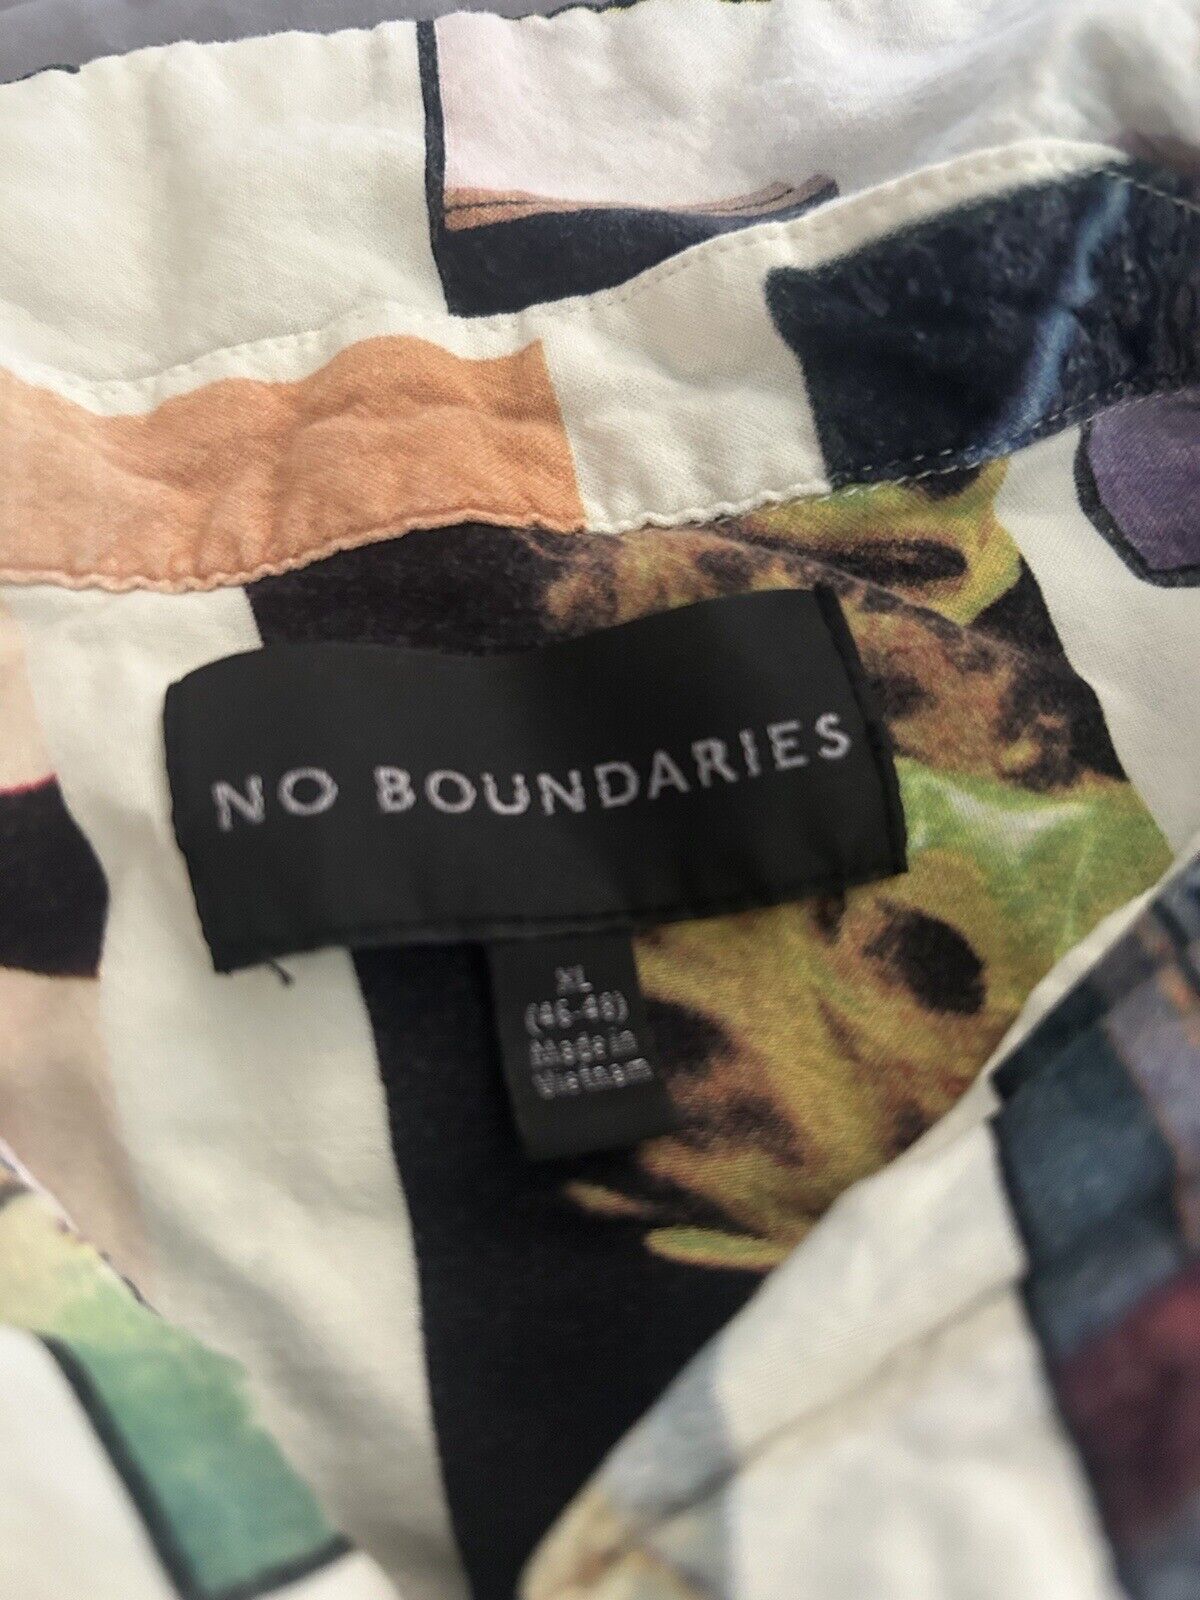 NO BOUNDARIES
XL
(46-48)
Made in
Vietnam